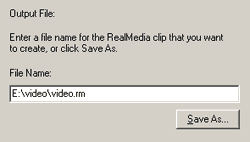 Output File:
Enter a file name for the RealMedia clip that you want
to create, or click Save As.
File Name:
E:\video\video.rm
Save As...